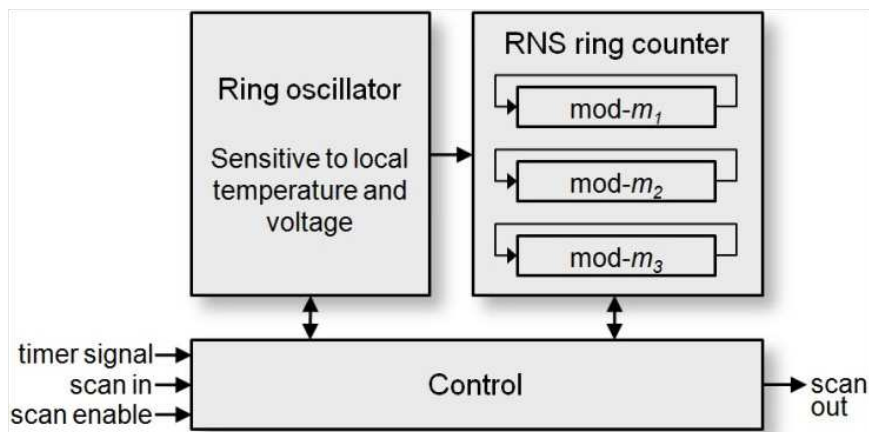 Ring oscillator
Sensitive to local
temperature and
voltage
RNS ring counter
mod-m₁
mod-m₂
mod-m₃
timer signal
scan in
scan enable
Control
scan
out